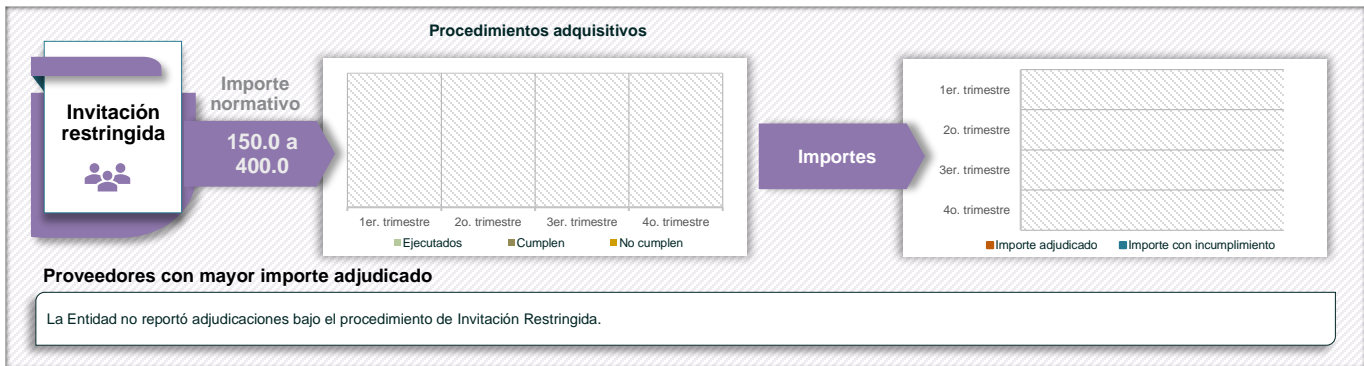 Procedimientos adquisitivos
Invitación
restringida
Importe
normativo
150.0 a
400.0
1er. trimestre 2o. trimestre 3er. trimestre 4o. trimestre
Ejecutados Cumplen No cumplen
Importes
1er. trimestre
2o. trimestre
3er. trimestre
4o. trimestre
Importe adjudicado Importe con incumplimiento
Proveedores con mayor importe adjudicado
La Entidad no reportó adjudicaciones bajo el procedimiento de Invitación Restringida.